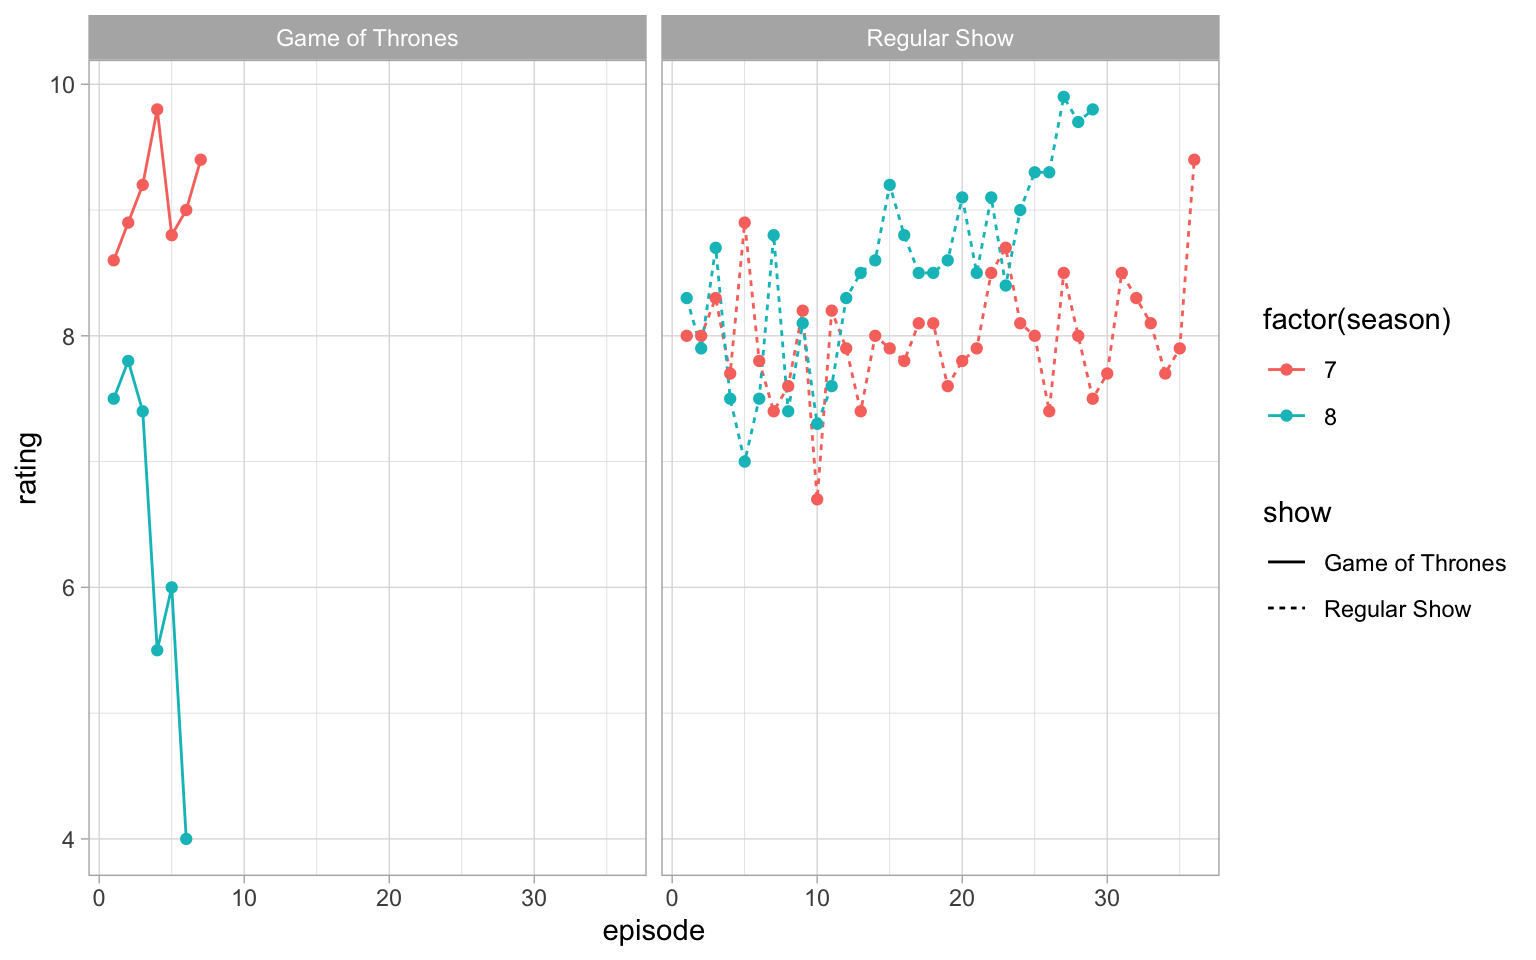 Game of Thrones
Regular Show
10
8
6
4
rating
0 10 20 30
0 10 20 30
episode
factor(season)
7
8
show
Game of Thrones
Regular Show